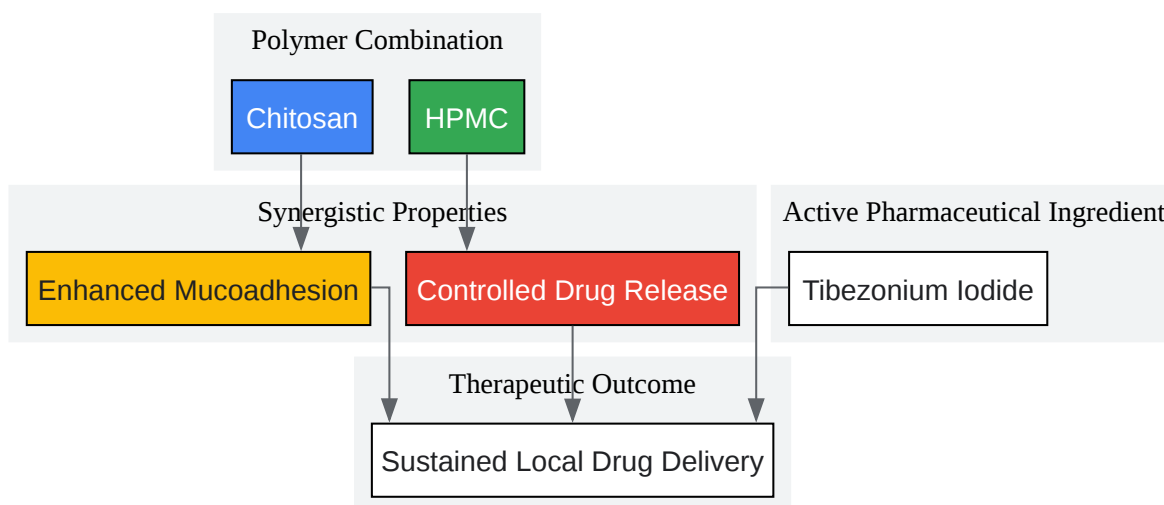 Polymer Combination
Chitosan
HPMC
Synergistic Properties
Active Pharmaceutical Ingredient
Enhanced Mucoadhesion
Controlled Drug Release
Tibezonium Iodide
Therapeutic Outcome
Sustained Local Drug Delivery